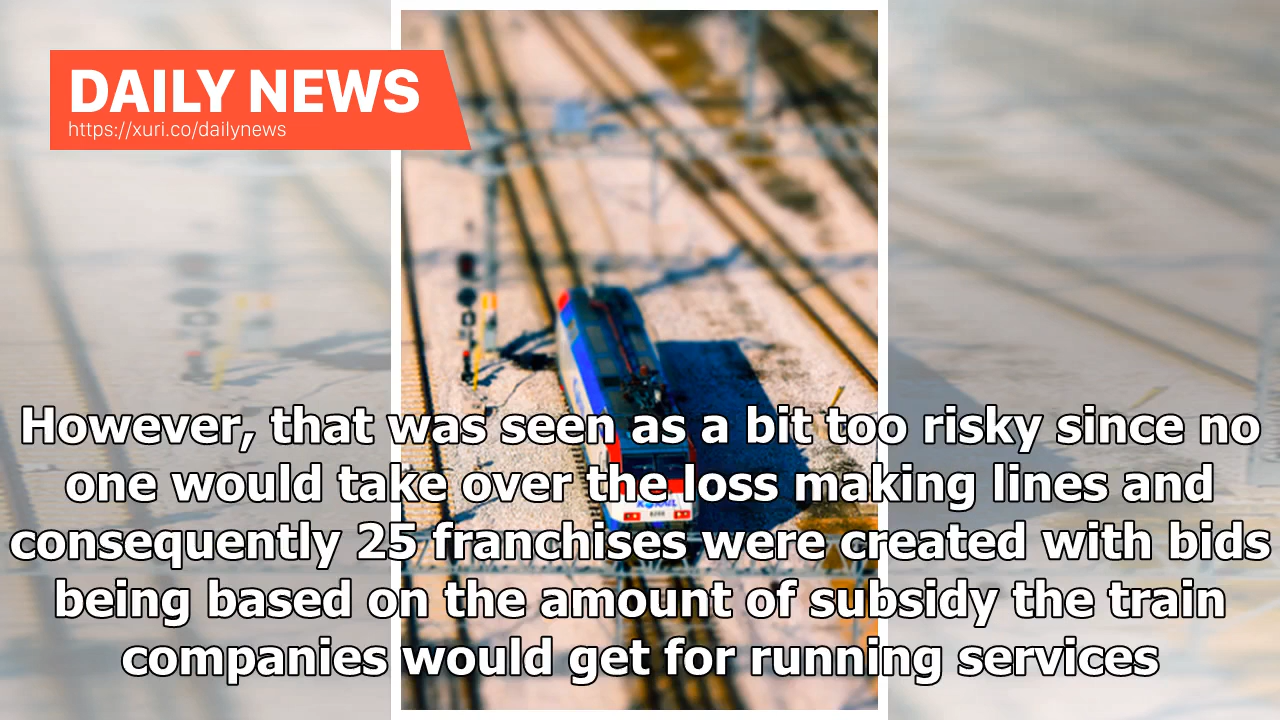 DAILY NEWS
https://xuri.co/dailynews
However, that was seen as a bit too risky since no
one would take over the loss making lines and
consequently 25 franchises were created with bids
being based on the amount of subsidy the train
companies would get for running services